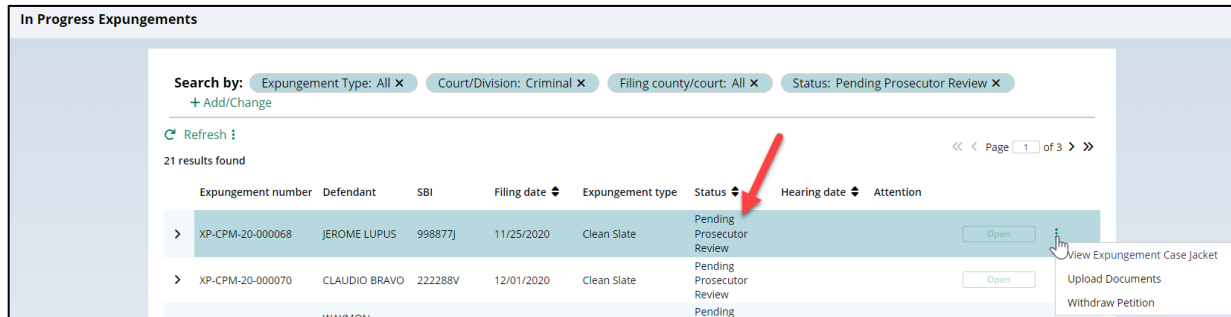 In Progress Expungements
Search by: Expungement Type: All × Court/Division: Criminal × Filing county/court: All × Status: Pending Prosecutor Review ×
+ Add/Change
Refresh
Page 1 of 3
21 results found
Expungement number Defendant SBI Filing date Expungement type Status Hearing date Attention
Pending
XP-CPM-20-000068 JEROME LUPUS 998877J 11/25/2020 Clean Slate Prosecutor Open
Review
View Expungement Case Jacket
Pending
XP-CPM-20-000070 CLAUDIO BRAVO 222288V 12/01/2020 Clean Slate Prosecutor Open
Review
Upload Documents
Withdraw Petition
Pending